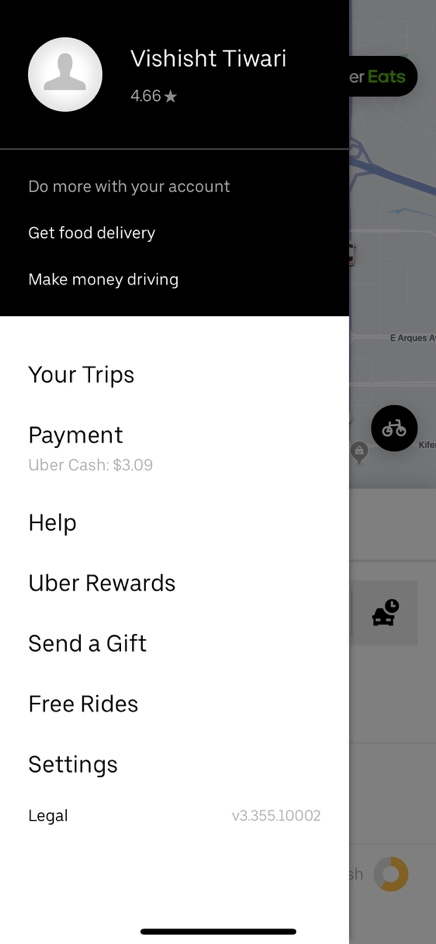 Vishisht Tiwari
4.66 ★
er Eats
Do more with your account
Get food delivery
Make money driving
E Arques A
Your Trips
Payment
Uber Cash: $3.09
Kifer
Help
Uber Rewards
Send a Gift
Free Rides
Settings
Legal
v3.355.10002
sh